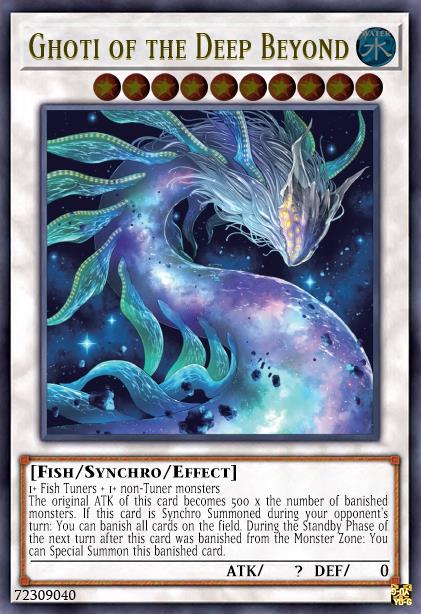 Ghoti of the Deep Beyond
WATER
水
[Fish/Synchro/Effect]
1+ Fish Tuners + 1+ non-Tuner monsters
The original ATK of this card becomes 500 x the number of banished
monsters. If this card is Synchro Summoned during your opponent's
turn: You can banish all cards on the field. During the Standby Phase of
the next turn after this card was banished from the Monster Zone: You
can Special Summon this banished card.
ATK/ ? DEF/ 0
72309040